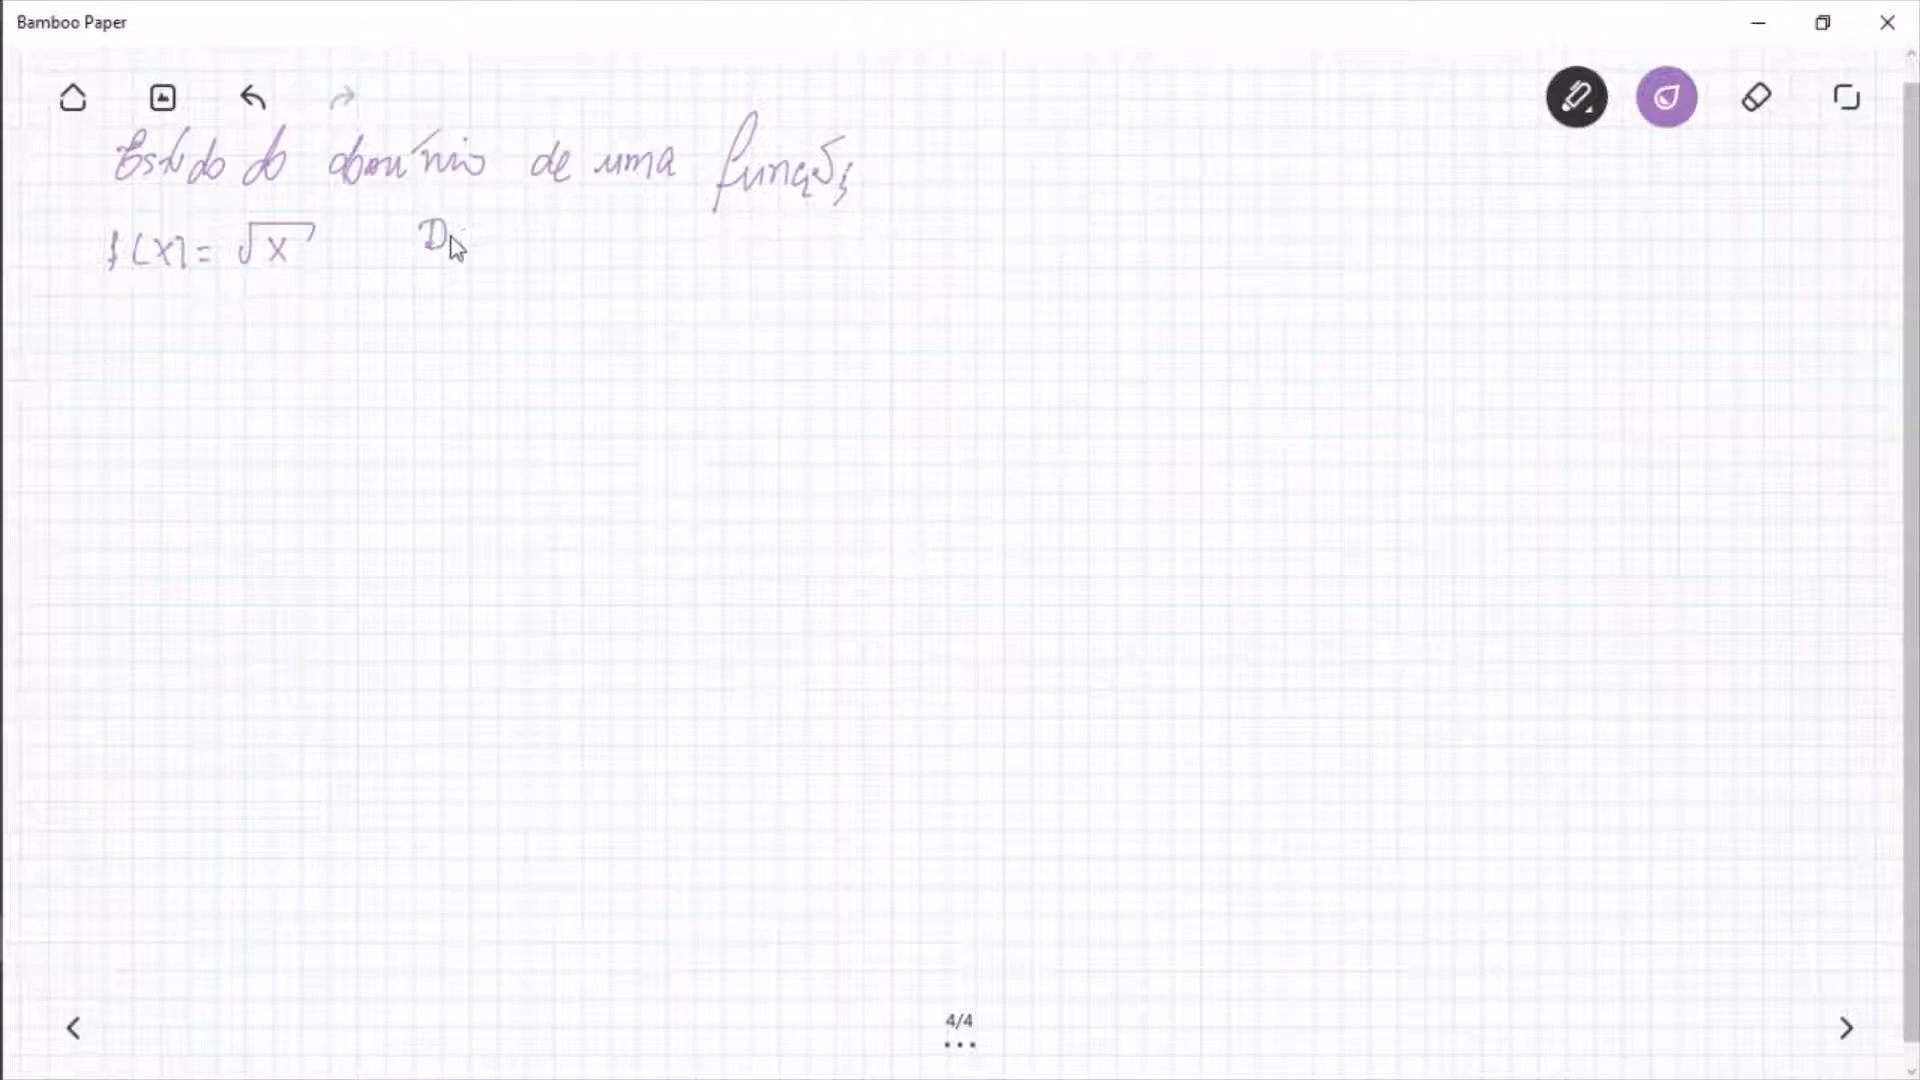 Bamboo Paper
Estudo do domínio de uma função
f(x) = √x D
4/4